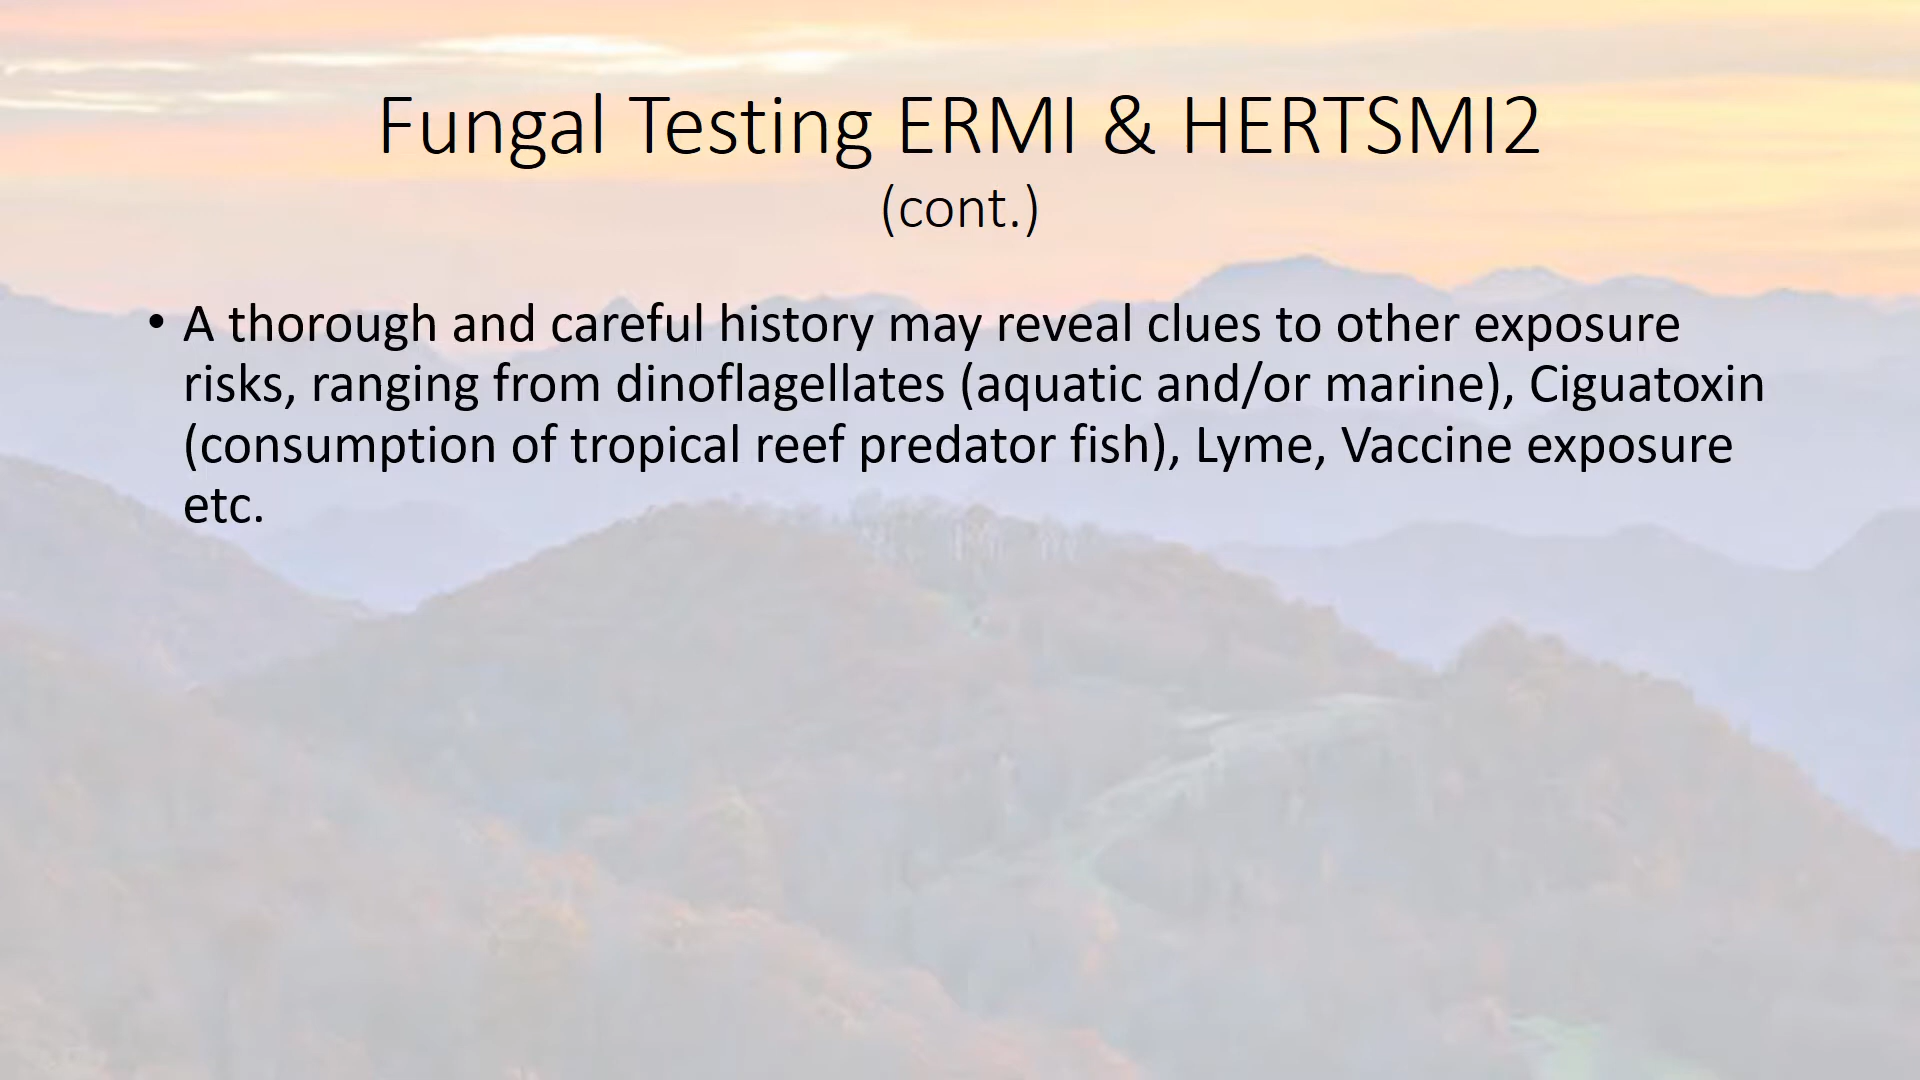 Fungal Testing ERMI & HERTSMI2
(cont.)
• A thorough and careful history may reveal clues to other exposure
risks, ranging from dinoflagellates (aquatic and/or marine), Ciguatoxin
(consumption of tropical reef predator fish), Lyme, Vaccine exposure
etc.